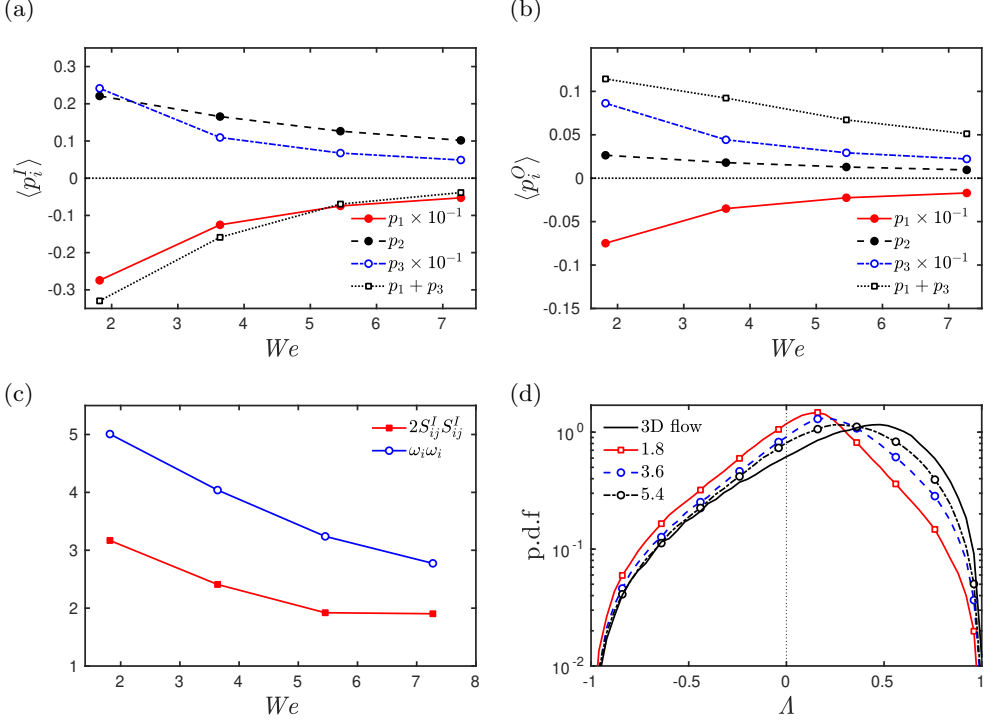 (a)
(b)
0.3
0.2
0.1
0
-0.1
-0.2
-0.3
⟨p_i^I⟩
p_1 × 10^{-1}
p_2
p_3 × 10^{-1}
p_1 + p_3
2 3 4 5 6 7
We
0.1
0.05
0
-0.05
-0.1
-0.15
⟨p_i^O⟩
p_1 × 10^{-1}
p_2
p_3 × 10^{-1}
p_1 + p_3
2 3 4 5 6 7
We
(c)
(d)
5
4
3
2
1
2S_{ij}^I S_{ij}^I
ω_iω_i
2 3 4 5 6 7 8
We
10^0
10^{-1}
10^{-2}
p.d.f
3D flow
1.8
3.6
5.4
-1 -0.5 0 0.5 1
Λ